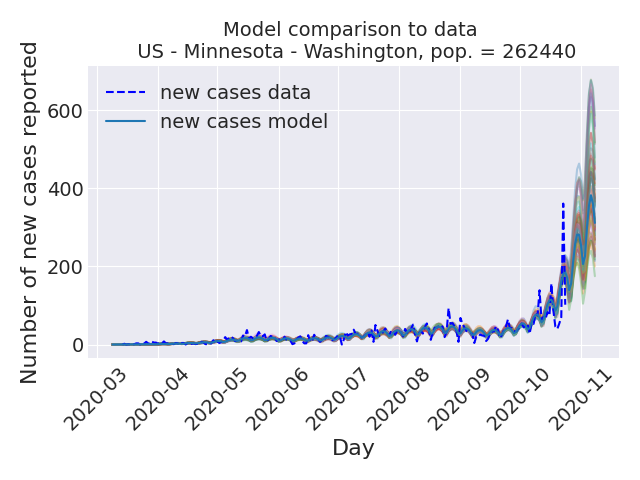 Model comparison to data
US - Minnesota - Washington, pop. = 262440
Number of new cases reported
600
400
200
0
new cases data
new cases model
2020-03
2020-04
2020-05
2020-06
2020-07
2020-08
2020-09
2020-10
2020-11
Day